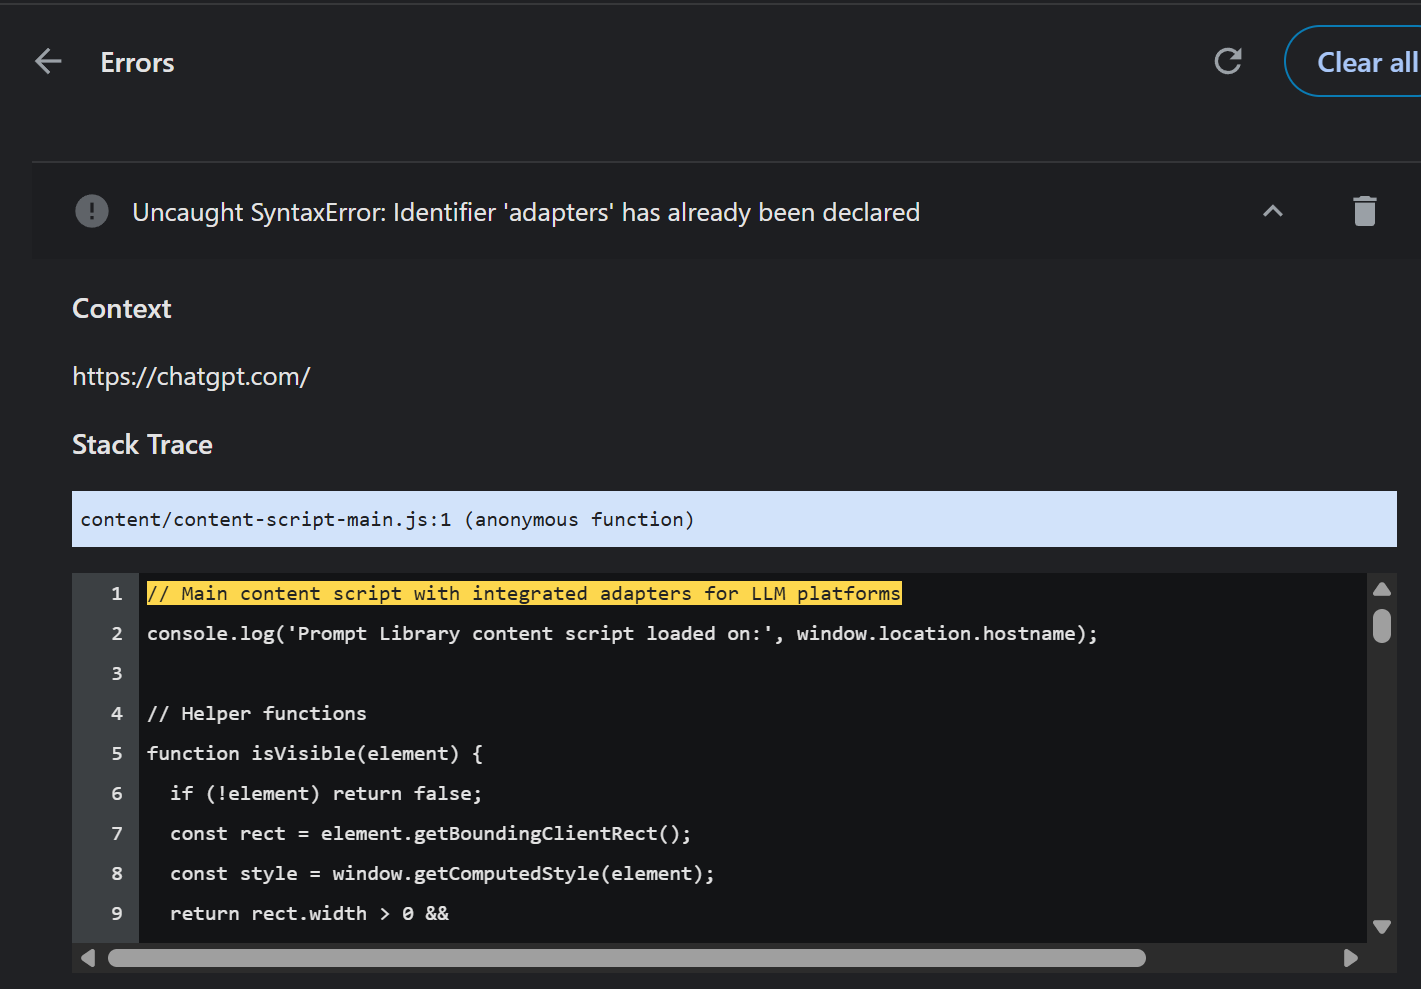 Errors
Clear all
Uncaught SyntaxError: Identifier 'adapters' has already been declared
Context
https://chatgpt.com/
Stack Trace
content/content-script-main.js:1 (anonymous function)
1 // Main content script with integrated adapters for LLM platforms
2 console.log('Prompt Library content script loaded on:', window.location.hostname);
3
4 // Helper functions
5 function isVisible(element) {
6   if (!element) return false;
7   const rect = element.getBoundingClientRect();
8   const style = window.getComputedStyle(element);
9   return rect.width > 0 &&